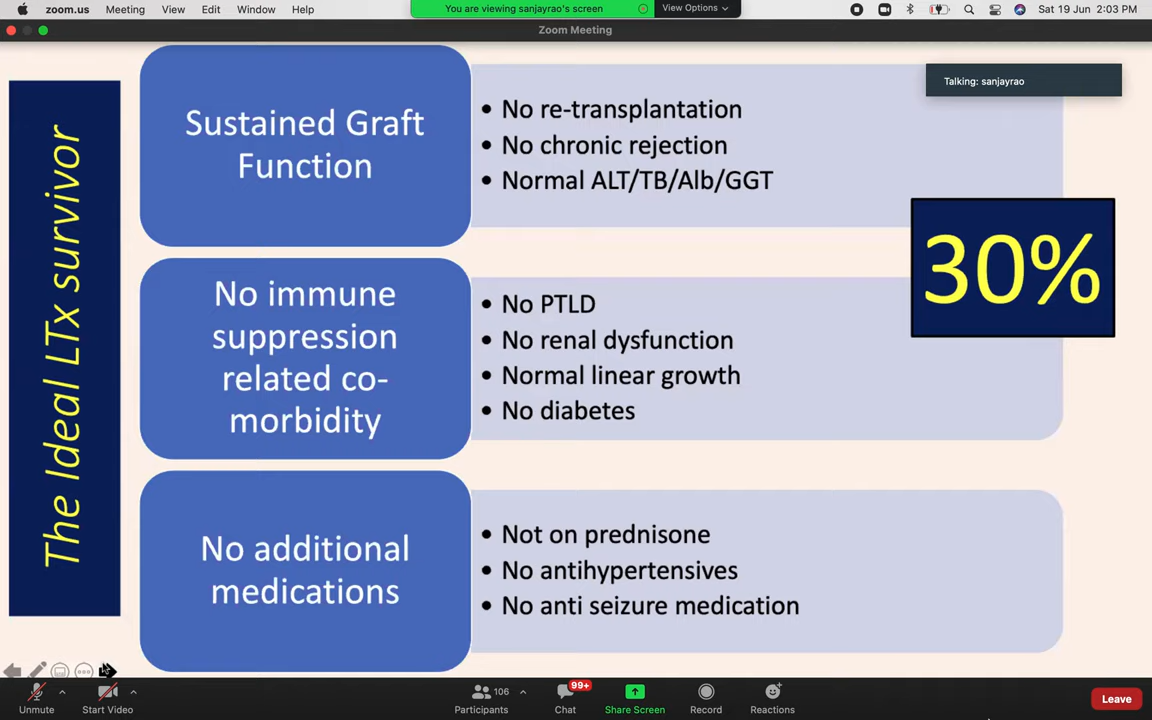 zoom.us Meeting View Edit Window Help
You are viewing sanjayrao's screen
View Options
Sat 19 Jun 2:03 PM
Zoom Meeting
Talking: sanjayrao
The Ideal LTx survivor
Sustained Graft
Function
• No re-transplantation
• No chronic rejection
• Normal ALT/TB/Alb/GGT
30%
No immune
suppression
related co-
morbidity
• No PTLD
• No renal dysfunction
• Normal linear growth
• No diabetes
No additional
medications
• Not on prednisone
• No antihypertensives
• No anti seizure medication
Unmute
Start Video
106
Participants
99+
Chat
Share Screen
Record
Reactions
Leave